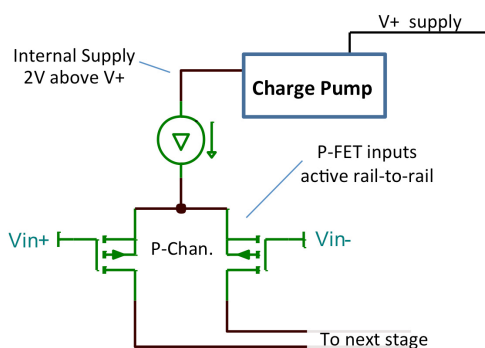 V+ supply
Internal Supply
2V above V+
Charge Pump
P-FET inputs
active rail-to-rail
Vin+
P-Chan.
Vin-
To next stage